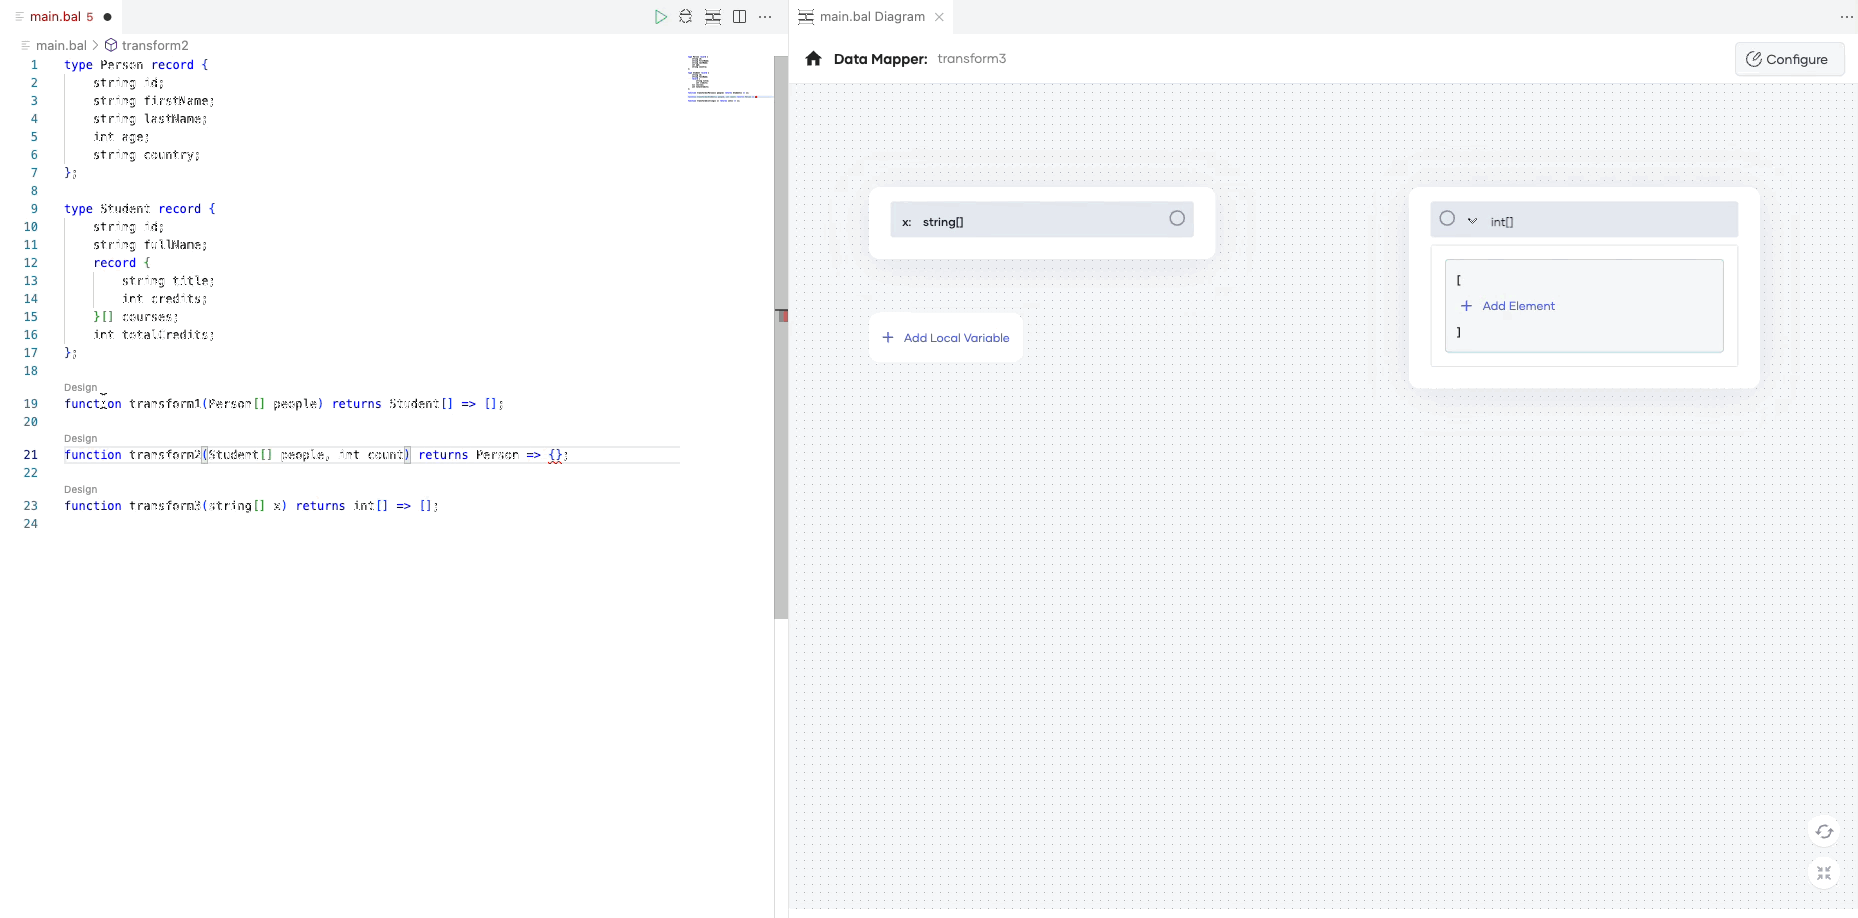 main.bal 5
main.bal > transform2
1 type Person record {
2     string id;
3     string firstName;
4     string lastName;
5     int age;
6     string country;
7 };
8
9 type Student record {
10     string id;
11     string fullName;
12     record {
13         string title;
14         int credits;
15     }[] courses;
16     int totalCredits;
17 };
18
Design
19 function transform1(Person[] people) returns Student[] => [];
20
Design
21 function transform2(Student[] people, int count) returns Person => {};
22
Design
23 function transform3(string[] x) returns int[] => [];
24
main.bal Diagram
Data Mapper: transform3
Configure
x: string[]
Add Local Variable
int[]
[
+ Add Element
]